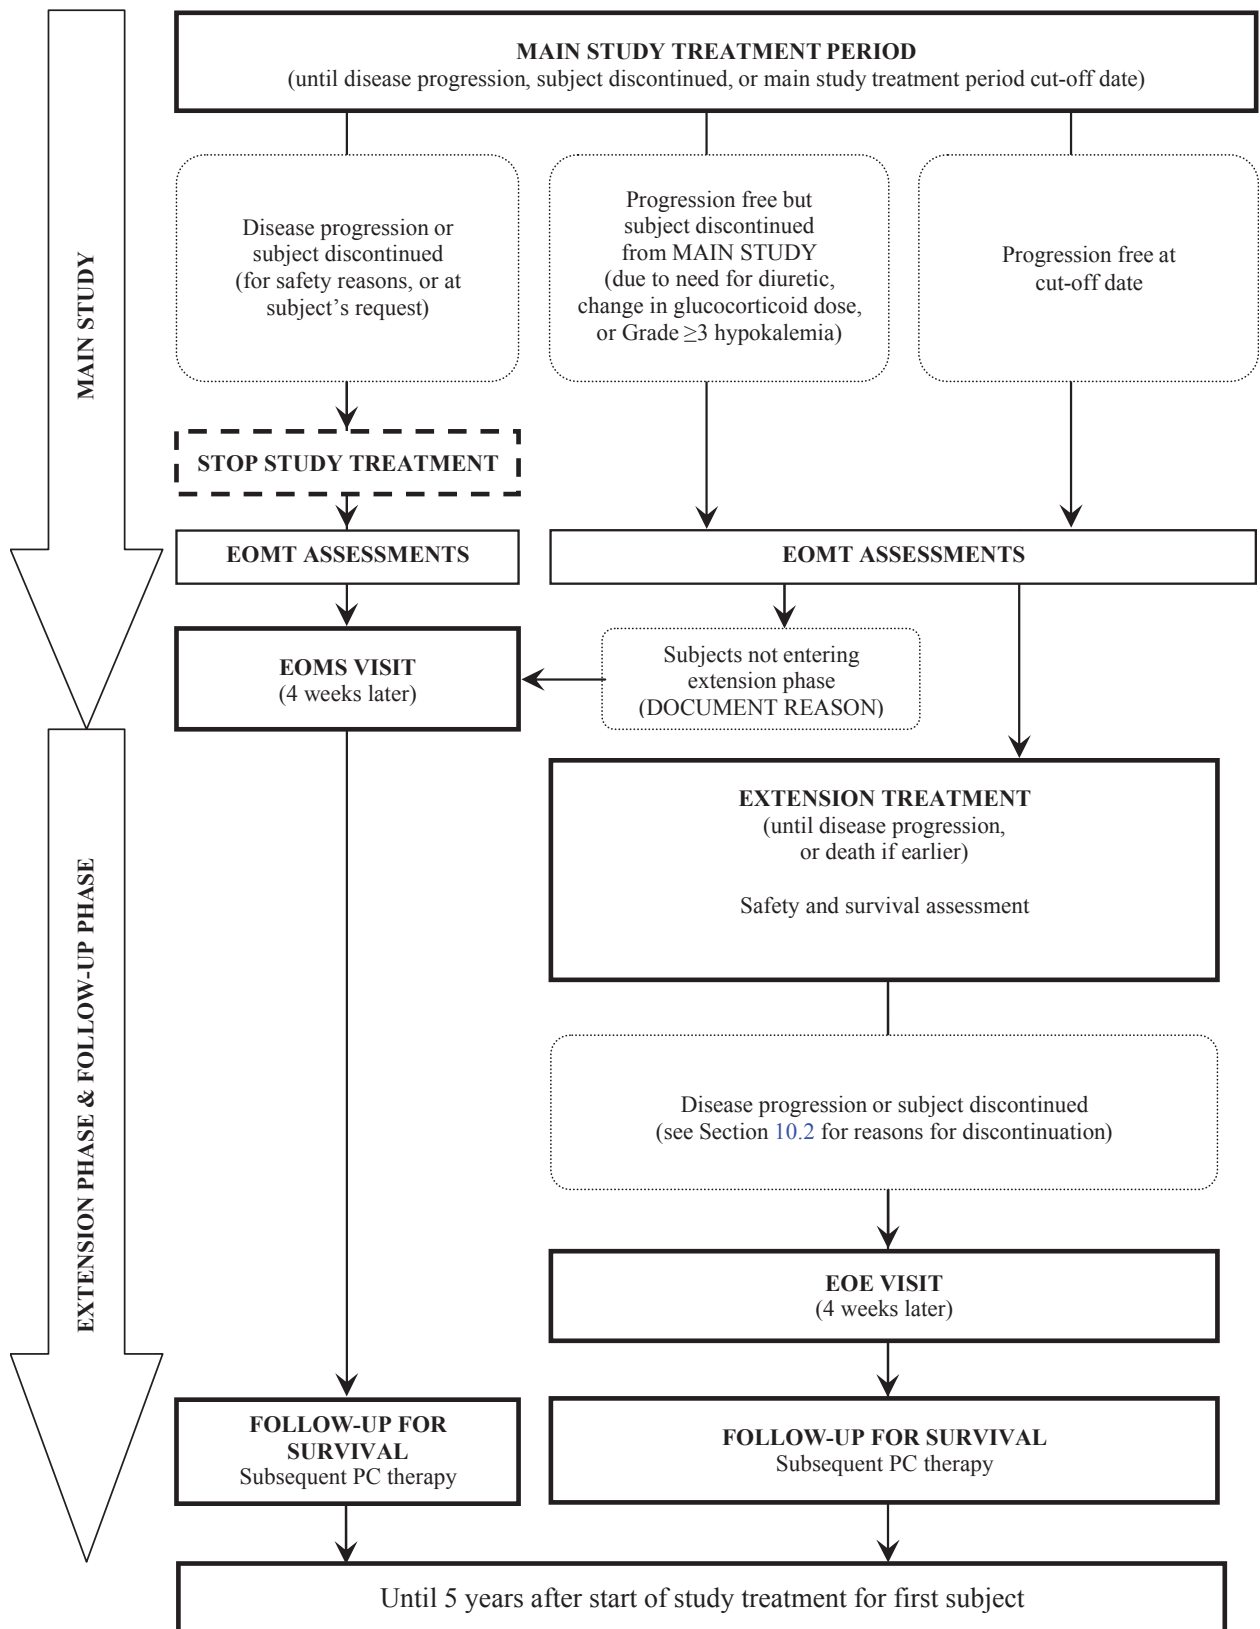 MAIN STUDY TREATMENT PERIOD
(until disease progression, subject discontinued, or main study treatment period cut-off date)
MAIN STUDY
Disease progression or
subject discontinued
(for safety reasons, or at
subject's request)
Progression free but
subject discontinued
from MAIN STUDY
(due to need for diuretic,
change in glucocorticoid dose,
or Grade ≥3 hypokalemia)
Progression free at
cut-off date
STOP STUDY TREATMENT
EOMT ASSESSMENTS
EOMT ASSESSMENTS
EOMS VISIT
(4 weeks later)
Subjects not entering
extension phase
(DOCUMENT REASON)
EXTENSION PHASE & FOLLOW-UP PHASE
EXTENSION TREATMENT
(until disease progression,
or death if earlier)
Safety and survival assessment
Disease progression or subject discontinued
(see Section 10.2 for reasons for discontinuation)
EOE VISIT
(4 weeks later)
FOLLOW-UP FOR
SURVIVAL
Subsequent PC therapy
FOLLOW-UP FOR SURVIVAL
Subsequent PC therapy
Until 5 years after start of study treatment for first subject